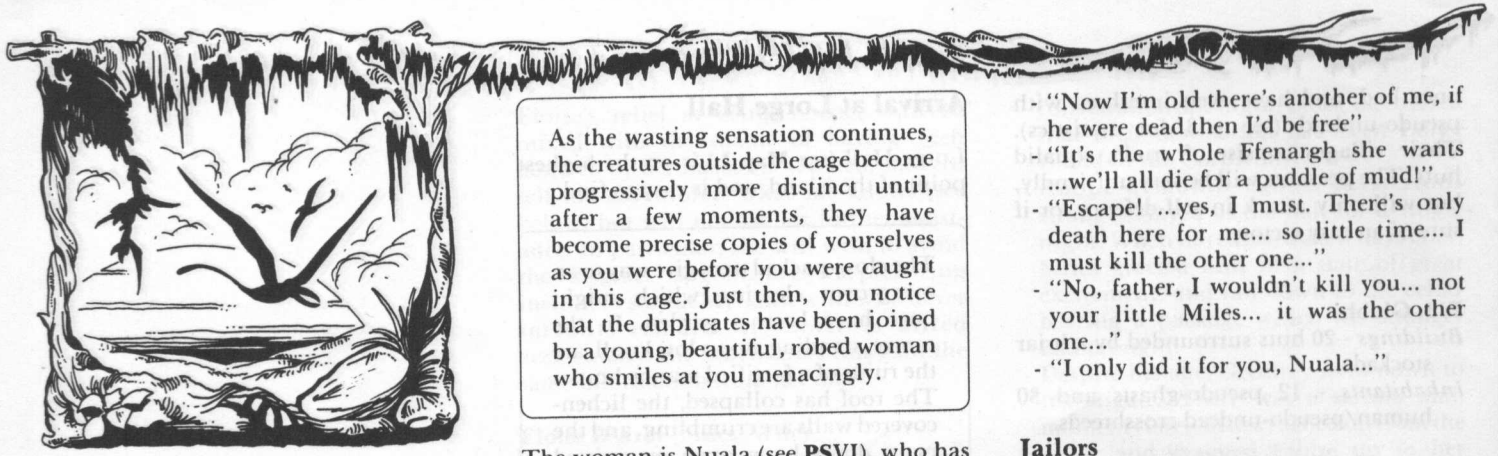 As the wasting sensation continues,
the creatures outside the cage become
progressively more distinct until
after a few moments, they have
become precise copies of yourselves
as you were before you were caught
in this cage. Just then, you notice
that the duplicates have been joined
by a young, beautiful, robed woman
who smiles at you menacingly.
The woman is Nuala (see PSVI), who has
- "Now I'm old there's another of me, if
he were dead then I'd be free"
- "It's the whole Ffenargh she wants
...we'll all die for a puddle of mud!"
- "Escape! ...yes, I must. There's only
death here for me... so little time... I
must kill the other one...
- "No, father, I wouldn't kill you... not
your little Miles... it was the other
one... "
- "I only did it for you, Nuala..."
Jailors